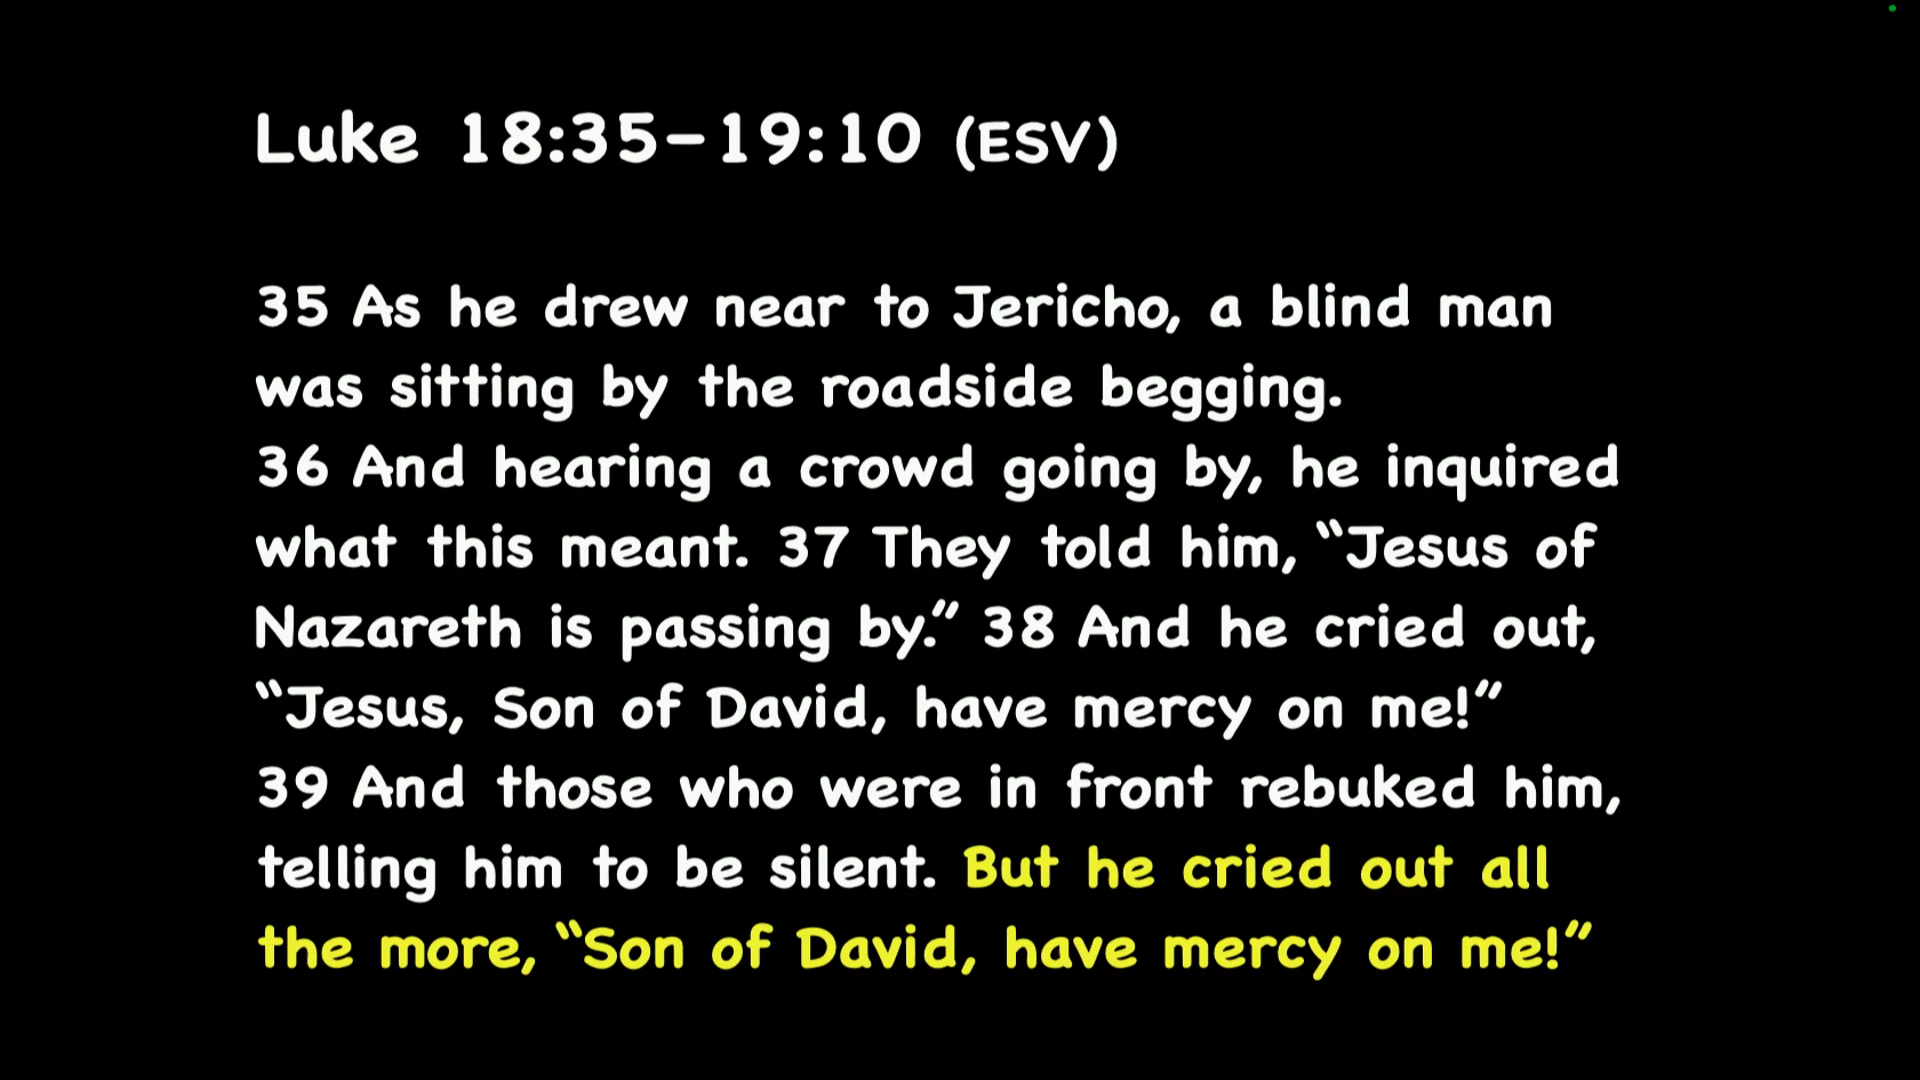 Luke 18:35–19:10 (ESV)
35 As he drew near to Jericho, a blind man
was sitting by the roadside begging.
36 And hearing a crowd going by, he inquired
what this meant. 37 They told him, “Jesus of
Nazareth is passing by.” 38 And he cried out,
“Jesus, Son of David, have mercy on me!”
39 And those who were in front rebuked him,
telling him to be silent. But he cried out all
the more, “Son of David, have mercy on me!”